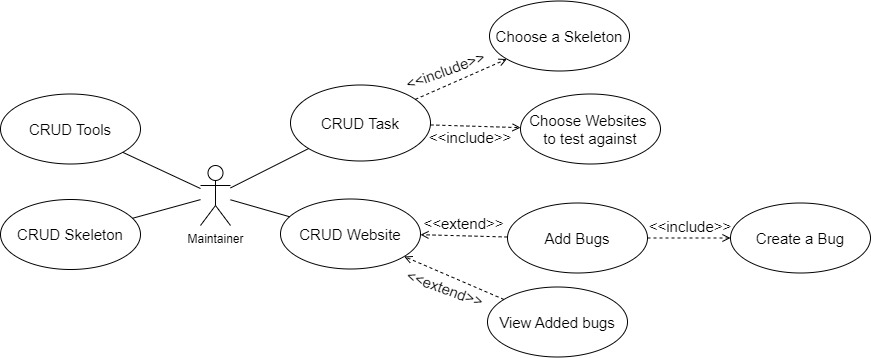 Choose a Skeleton
<<include>>
CRUD Tools
CRUD Task
<<include>>
Choose Websites
to test against
CRUD Skeleton
Maintainer
CRUD Website
<<extend>>
Add Bugs
<<include>>
Create a Bug
<<extend>>
View Added bugs